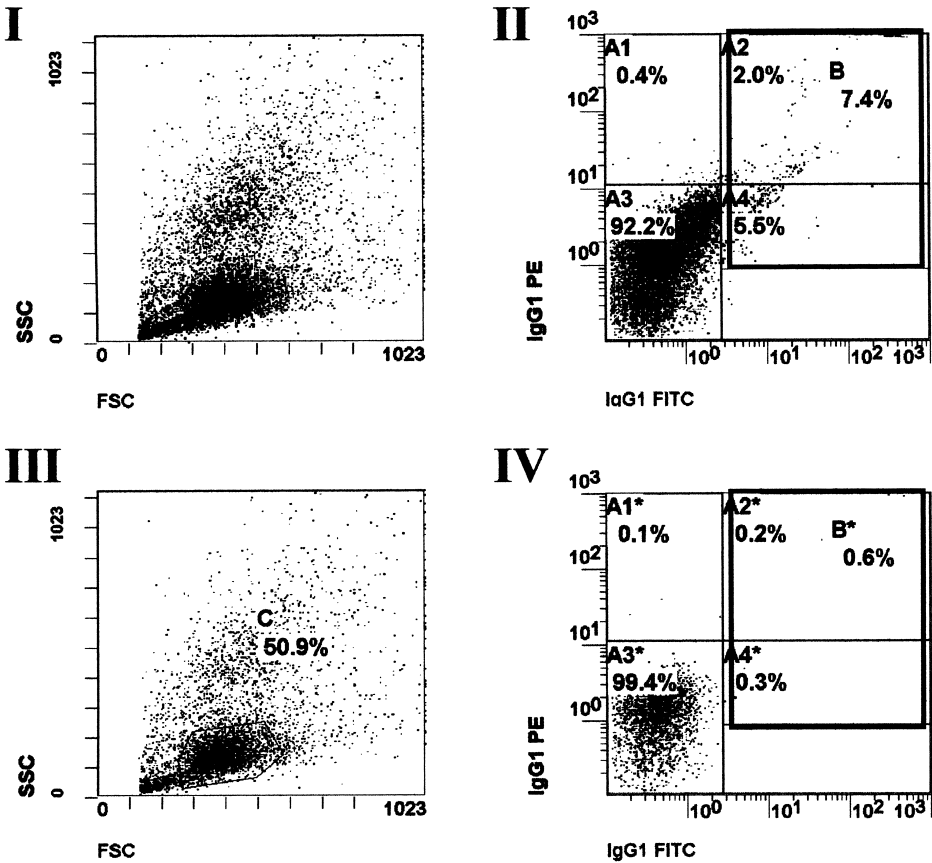 I
1023
SSC
0
0 1023
FSC
II
10³
10²
10¹
10⁰
IgG1 PE
A1
0.4%
A2
2.0%
B
7.4%
A3
92.2%
A4
5.5%
10⁰ 10¹ 10² 10³
IgG1 FITC
III
1023
SSC
0
C
50.9%
0 1023
FSC
IV
10³
10²
10¹
10⁰
IgG1 PE
A1*
0.1%
A2*
0.2%
B*
0.6%
A3*
99.4%
A4*
0.3%
10⁰ 10¹ 10² 10³
IgG1 FITC